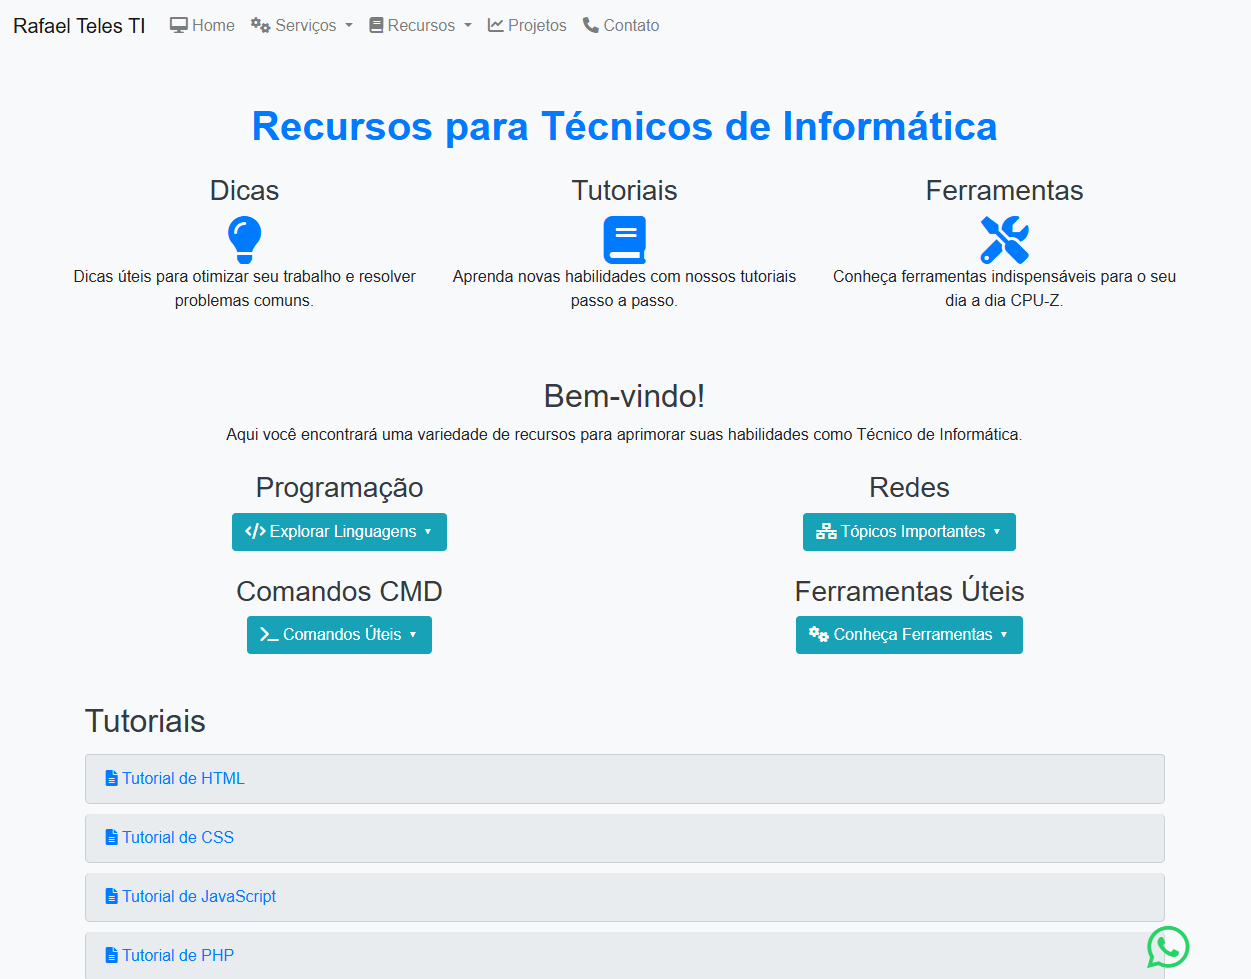 Rafael Teles TI Home Serviços Recursos Projetos Contato
Recursos para Técnicos de Informática
Dicas
Dicas úteis para otimizar seu trabalho e resolver
problemas comuns.
Tutoriais
Aprenda novas habilidades com nossos tutoriais
passo a passo.
Ferramentas
Conheça ferramentas indispensáveis para o seu
dia a dia CPU-Z.
Bem-vindo!
Aqui você encontrará uma variedade de recursos para aprimorar suas habilidades como Técnico de Informática.
Programação
Explorar Linguagens
Redes
Tópicos Importantes
Comandos CMD
Comandos Úteis
Ferramentas Úteis
Conheça Ferramentas
Tutoriais
Tutorial de HTML
Tutorial de CSS
Tutorial de JavaScript
Tutorial de PHP